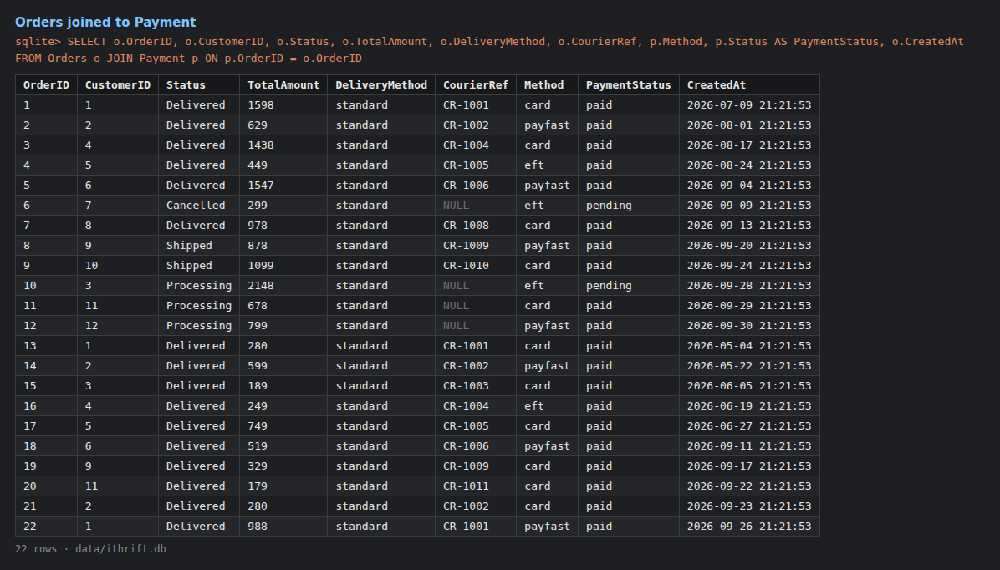 Orders joined to Payment
sqlite> SELECT o.OrderID, o.CustomerID, o.Status, o.TotalAmount, o.DeliveryMethod, o.CourierRef, p.Method, p.Status AS PaymentStatus, o.CreatedAt
FROM Orders o JOIN Payment p ON p.OrderID = o.OrderID
OrderID CustomerID Status TotalAmount DeliveryMethod CourierRef Method PaymentStatus CreatedAt
1 1 Delivered 1598 standard CR-1001 card paid 2026-07-09 21:21:53
2 2 Delivered 629 standard CR-1002 payfast paid 2026-08-01 21:21:53
3 4 Delivered 1438 standard CR-1004 card paid 2026-08-17 21:21:53
4 5 Delivered 449 standard CR-1005 eft paid 2026-08-24 21:21:53
5 6 Delivered 1547 standard CR-1006 payfast paid 2026-09-04 21:21:53
6 7 Cancelled 299 standard NULL eft pending 2026-09-09 21:21:53
7 8 Delivered 978 standard CR-1008 card paid 2026-09-13 21:21:53
8 9 Shipped 878 standard CR-1009 payfast paid 2026-09-20 21:21:53
9 10 Shipped 1099 standard CR-1010 card paid 2026-09-24 21:21:53
10 3 Processing 2148 standard NULL eft pending 2026-09-28 21:21:53
11 11 Processing 678 standard NULL card paid 2026-09-29 21:21:53
12 12 Processing 799 standard NULL payfast paid 2026-09-30 21:21:53
13 1 Delivered 280 standard CR-1001 card paid 2026-05-04 21:21:53
14 2 Delivered 599 standard CR-1002 payfast paid 2026-05-22 21:21:53
15 3 Delivered 189 standard CR-1003 card paid 2026-06-05 21:21:53
16 4 Delivered 249 standard CR-1004 eft paid 2026-06-19 21:21:53
17 5 Delivered 749 standard CR-1005 card paid 2026-06-27 21:21:53
18 6 Delivered 519 standard CR-1006 payfast paid 2026-09-11 21:21:53
19 9 Delivered 329 standard CR-1009 card paid 2026-09-17 21:21:53
20 11 Delivered 179 standard CR-1011 card paid 2026-09-22 21:21:53
21 2 Delivered 280 standard CR-1002 card paid 2026-09-23 21:21:53
22 1 Delivered 988 standard CR-1001 payfast paid 2026-09-26 21:21:53
22 rows · data/ithrift.db